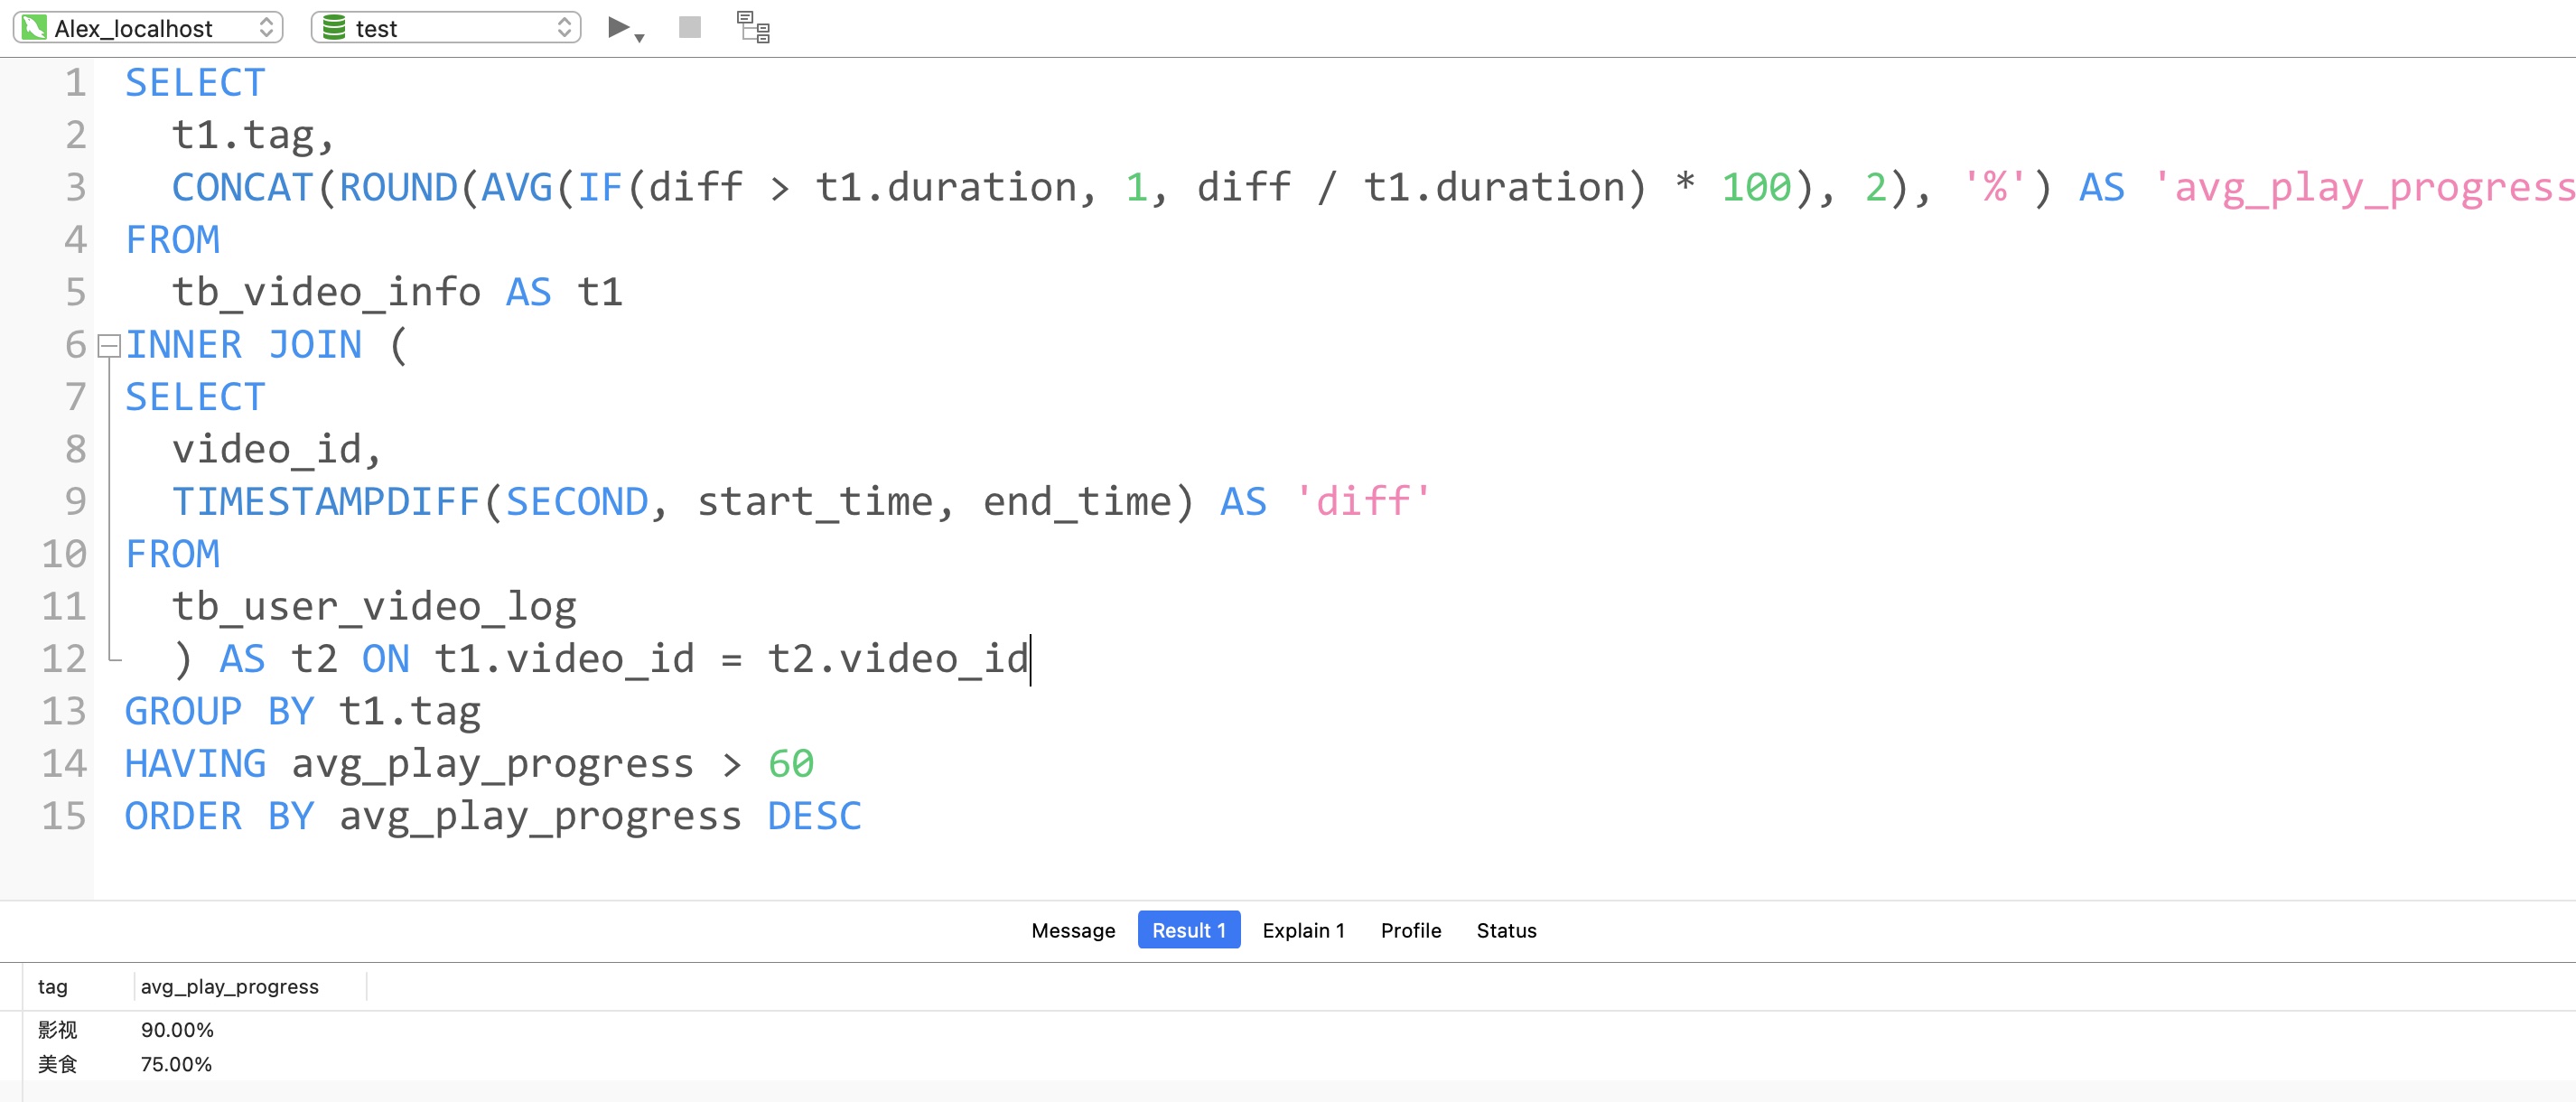 Alex_localhost test
1 SELECT
2 t1.tag,
3 CONCAT(ROUND(AVG(IF(diff > t1.duration, 1, diff / t1.duration) * 100), 2), '%') AS 'avg_play_progress
4 FROM
5 tb_video_info AS t1
6 INNER JOIN (
7 SELECT
8 video_id,
9 TIMESTAMPDIFF(SECOND, start_time, end_time) AS 'diff'
10 FROM
11 tb_user_video_log
12 ) AS t2 ON t1.video_id = t2.video_id
13 GROUP BY t1.tag
14 HAVING avg_play_progress > 60
15 ORDER BY avg_play_progress DESC
Message Result 1 Explain 1 Profile Status
tag avg_play_progress
影视 90.00%
美食 75.00%